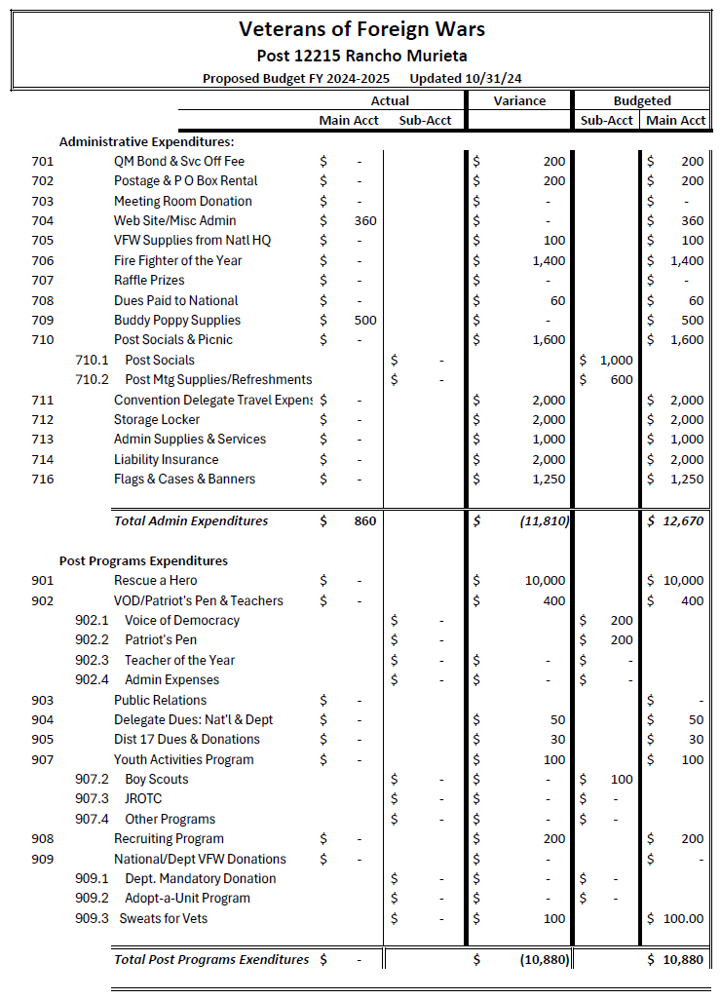 Veterans of Foreign Wars
Post 12215 Rancho Murieta
Proposed Budget FY 2024-2025 Updated 10/31/24
Actual Variance Budgeted
Main Acct Sub-Acct Sub-Acct Main Acct
Administrative Expenditures:
701 QM Bond & Svc Off Fee $ - $ 200 $ 200
702 Postage & P O Box Rental $ - $ 200 $ 200
703 Meeting Room Donation $ - $ - $ -
704 Web Site/Misc Admin $ 360 $ - $ 360
705 VFW Supplies from Natl HQ $ - $ 100 $ 100
706 Fire Fighter of the Year $ - $ 1,400 $ 1,400
707 Raffle Prizes $ - $ - $ -
708 Dues Paid to National $ - $ 60 $ 60
709 Buddy Poppy Supplies $ 500 $ - $ 500
710 Post Socials & Picnic $ - $ 1,600 $ 1,600
710.1 Post Socials $ - $ 1,000
710.2 Post Mtg Supplies/Refreshments $ - $ 600
711 Convention Delegate Travel Expens $ - $ 2,000 $ 2,000
712 Storage Locker $ - $ 2,000 $ 2,000
713 Admin Supplies & Services $ - $ 1,000 $ 1,000
714 Liability Insurance $ - $ 2,000 $ 2,000
716 Flags & Cases & Banners $ - $ 1,250 $ 1,250
Total Admin Expenditures $ 860 $ (11,810) $ 12,670
Post Programs Expenditures
901 Rescue a Hero $ - $ 10,000 $ 10,000
902 VOD/Patriot's Pen & Teachers $ - $ 400 $ 400
902.1 Voice of Democracy $ - $ 200
902.2 Patriot's Pen $ - $ 200
902.3 Teacher of the Year $ - $ - $ -
902.4 Admin Expenses $ - $ - $ -
903 Public Relations $ - $ -
904 Delegate Dues: Nat'l & Dept $ - $ 50 $ 50
905 Dist 17 Dues & Donations $ - $ 30 $ 30
907 Youth Activities Program $ - $ 100 $ 100
907.2 Boy Scouts $ - $ - $ 100
907.3 JROTC $ - $ - $ -
907.4 Other Programs $ - $ - $ -
908 Recruiting Program $ - $ 200 $ 200
909 National/Dept VFW Donations $ - $ - $ -
909.1 Dept. Mandatory Donation $ - $ - $ -
909.2 Adopt-a-Unit Program $ - $ - $ -
909.3 Sweats for Vets $ - $ 100 $ 100.00
Total Post Programs Exenditures $ - $ (10,880) $ 10,880